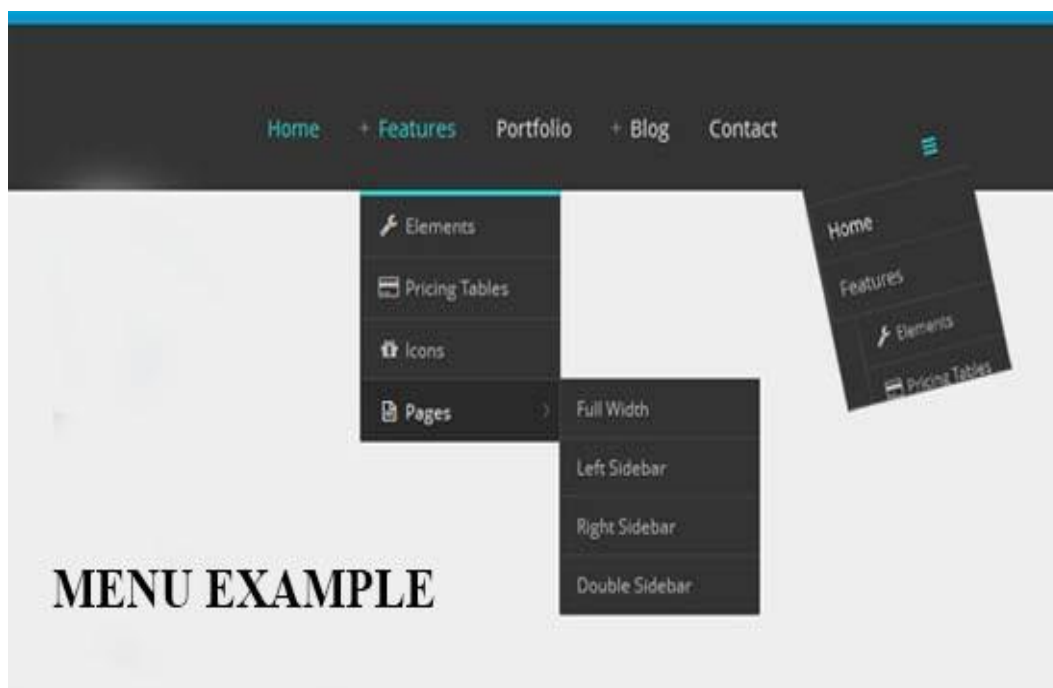 Home + Features Portfolio + Blog Contact
Elements
Pricing Tables
Icons
Pages
Full Width
Left Sidebar
Right Sidebar
Double Sidebar
Home
Features
Elements
Pricing Tables
MENU EXAMPLE